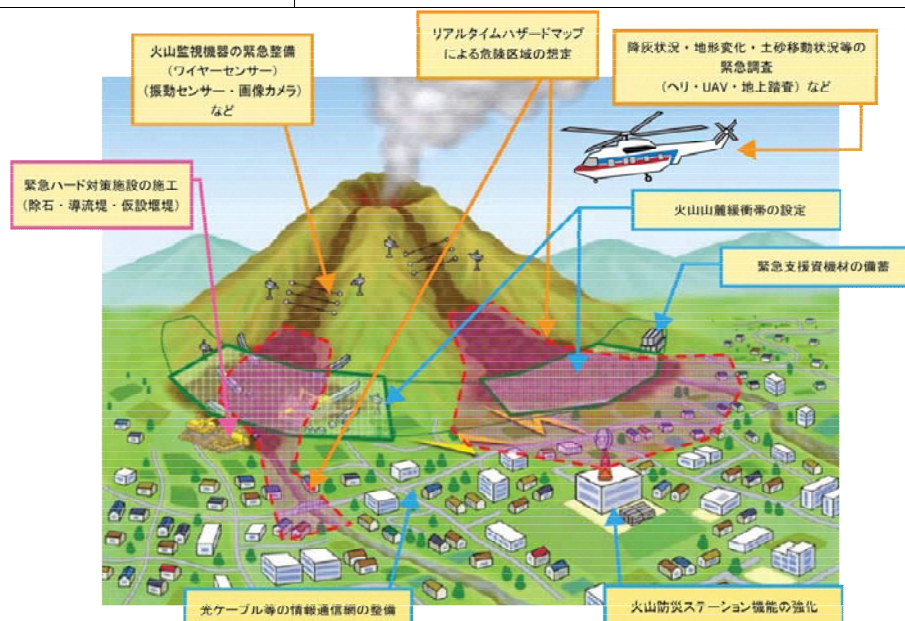 火山監視機器の緊急整備
(ワイヤーセンサー)
(振動センサー・画像カメラ)
など
リアルタイムハザードマップ
による危険区域の想定
降灰状況・地形変化・土砂移動状況等の
緊急調査
(ヘリ・UAV・地上踏査)など
緊急ハード対策施設の施工
(除石・導流堤・仮設堰堤)
火山山麓緩衝帯の設定
緊急支援資機材の備蓄
光ケーブル等の情報通信網の整備
火山防災ステーション機能の強化